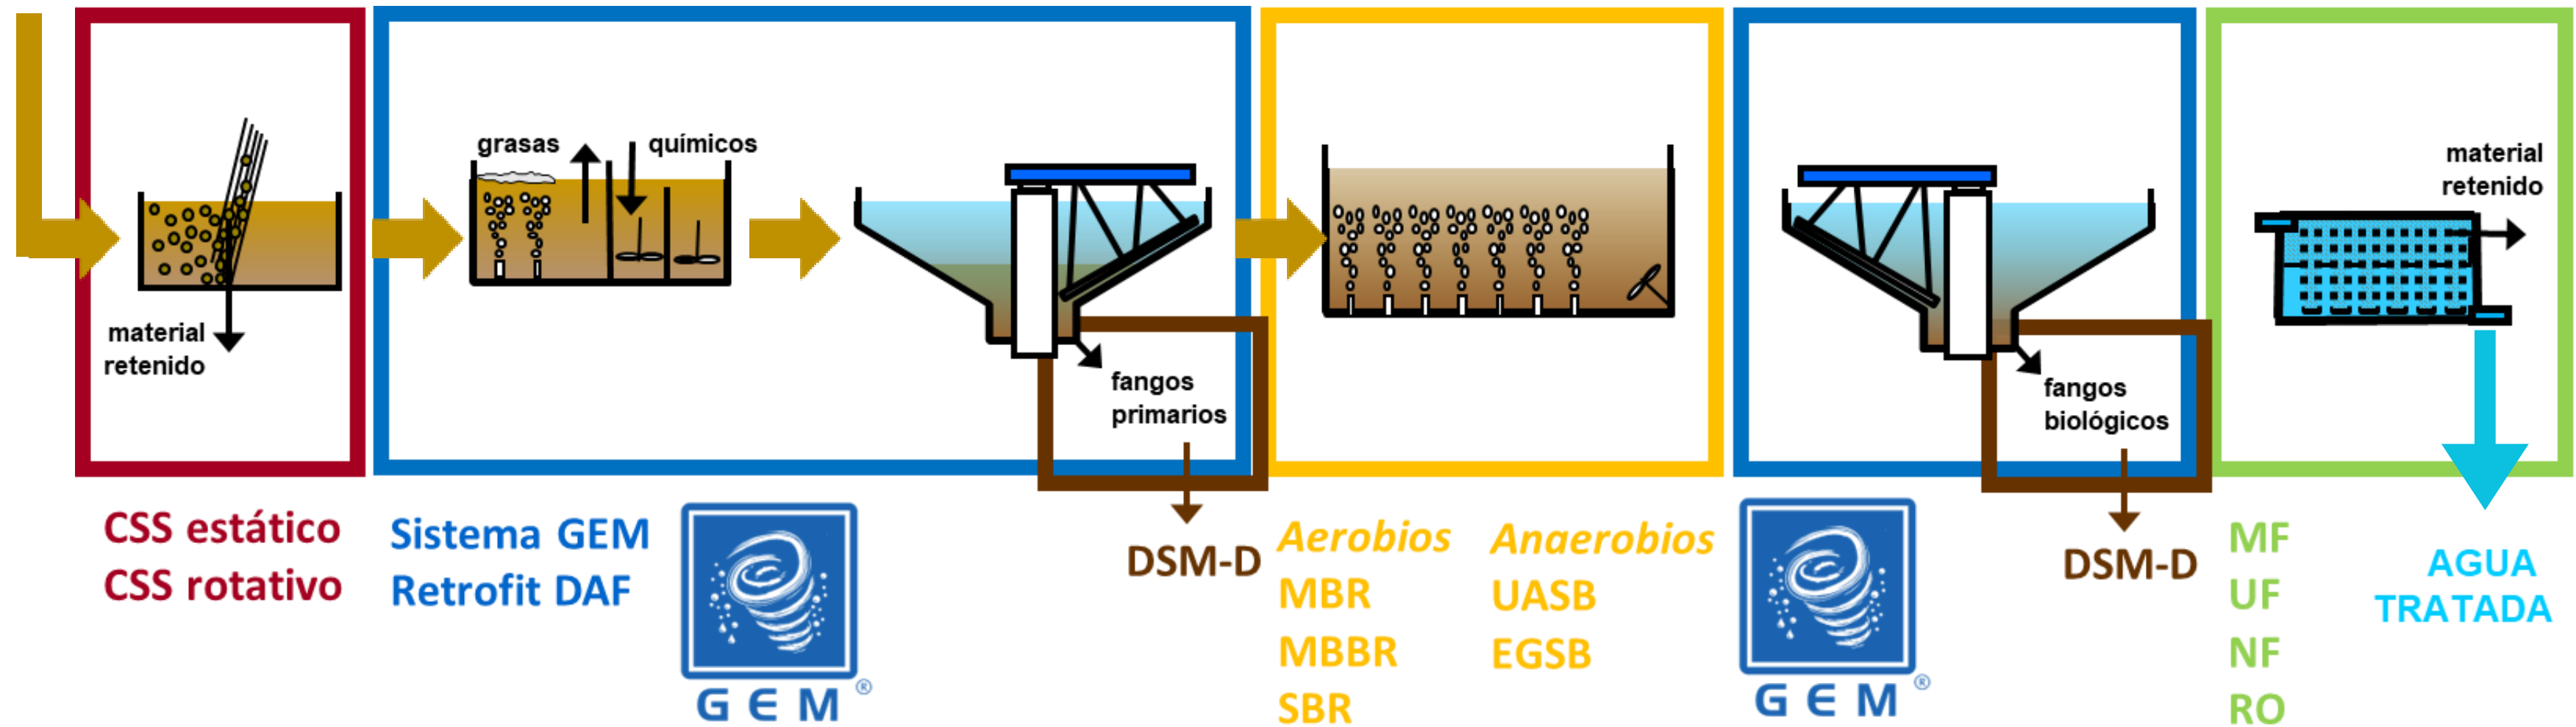 grasas
químicos
material
retenido
fangos
primarios
fangos
biológicos
material
retenido
CSS estático
CSS rotativo
Sistema GEM
Retrofit DAF
GEM®
DSM-D
Aerobios
MBR
MBBR
SBR
Anaerobios
UASB
EGSB
GEM®
DSM-D
MF
UF
NF
RO
AGUA
TRATADA